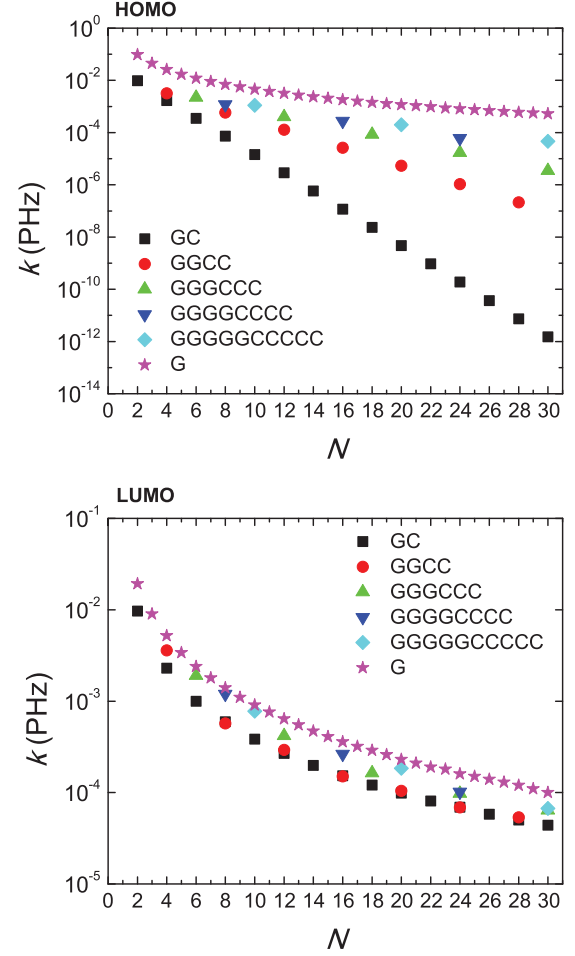 HOMO
k (PHz)
10^0
10^-2
10^-4
10^-6
10^-8
10^-10
10^-12
10^-14
GC
GGCC
GGGCCC
GGGGCCCC
GGGGGCCCCC
G
0 2 4 6 8 10 12 14 16 18 20 22 24 26 28 30
N
LUMO
k (PHz)
10^-1
10^-2
10^-3
10^-4
10^-5
GC
GGCC
GGGCCC
GGGGCCCC
GGGGGCCCCC
G
0 2 4 6 8 10 12 14 16 18 20 22 24 26 28 30
N